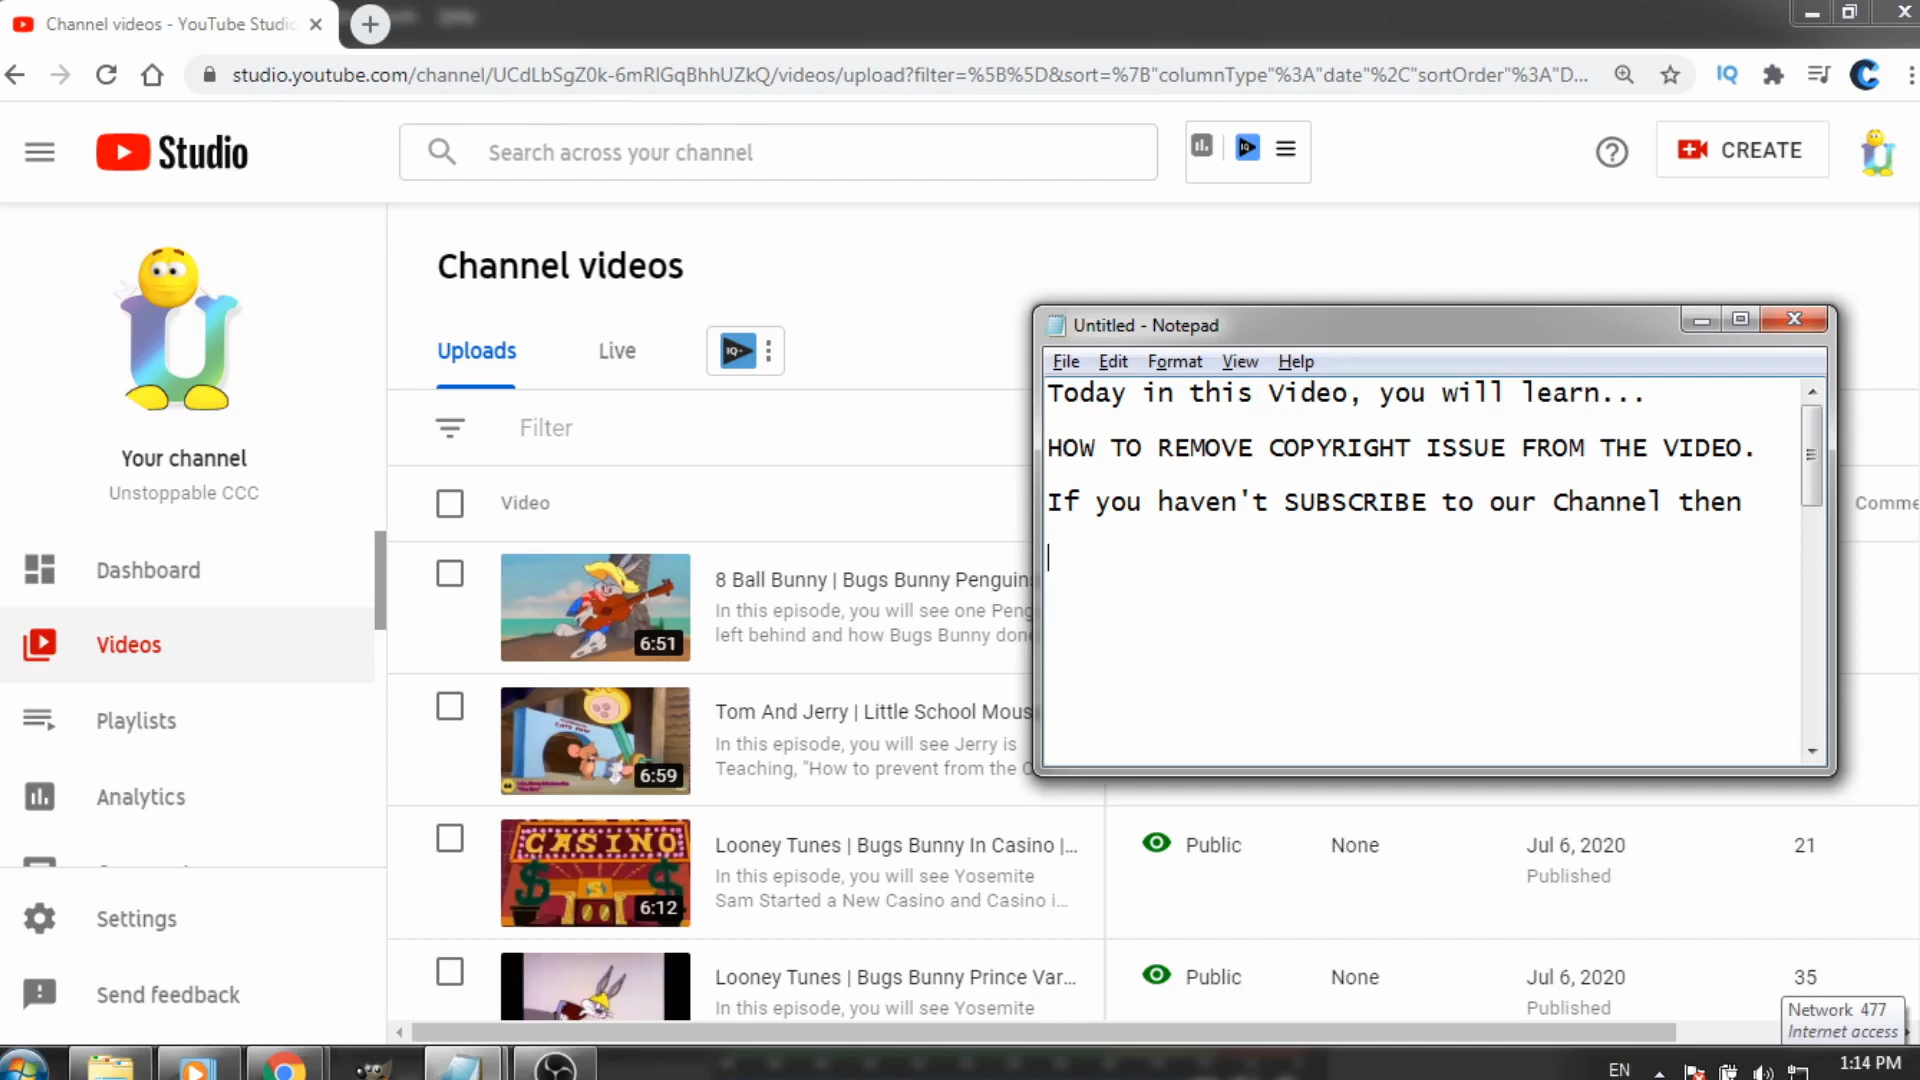 Channel videos - YouTube Studio
studio.youtube.com/channel/UCdLbSgZ0k-6mRlGqBhhUZkQ/videos/upload?filter=%5B%5D&sort=%7B"columnType"%3A"date"%2C"sortOrder"%3A"D...
IQ
Studio
Search across your channel
CREATE
Your channel
Unstoppable CCC
Dashboard
Videos
Playlists
Analytics
Settings
Send feedback
Channel videos
Uploads
Live
IQ
Filter
Video
Comme
8 Ball Bunny | Bugs Bunny Penguin
In this episode, you will see one Peng
left behind and how Bugs Bunny done
6:51
Tom And Jerry | Little School Mous
In this episode, you will see Jerry is
Teaching, "How to prevent from the
6:59
CASINO
6:12
Looney Tunes | Bugs Bunny In Casino |...
In this episode, you will see Yosemite
Sam Started a New Casino and Casino i...
Public
None
Jul 6, 2020
Published
21
Looney Tunes | Bugs Bunny Prince Var...
In this episode, you will see Yosemite
Public
None
Jul 6, 2020
Published
35
Untitled - Notepad
File Edit Format View Help
Today in this Video, you will learn...
HOW TO REMOVE COPYRIGHT ISSUE FROM THE VIDEO.
If you haven't SUBSCRIBE to our Channel then
Network 477
Internet access
EN
1:14 PM